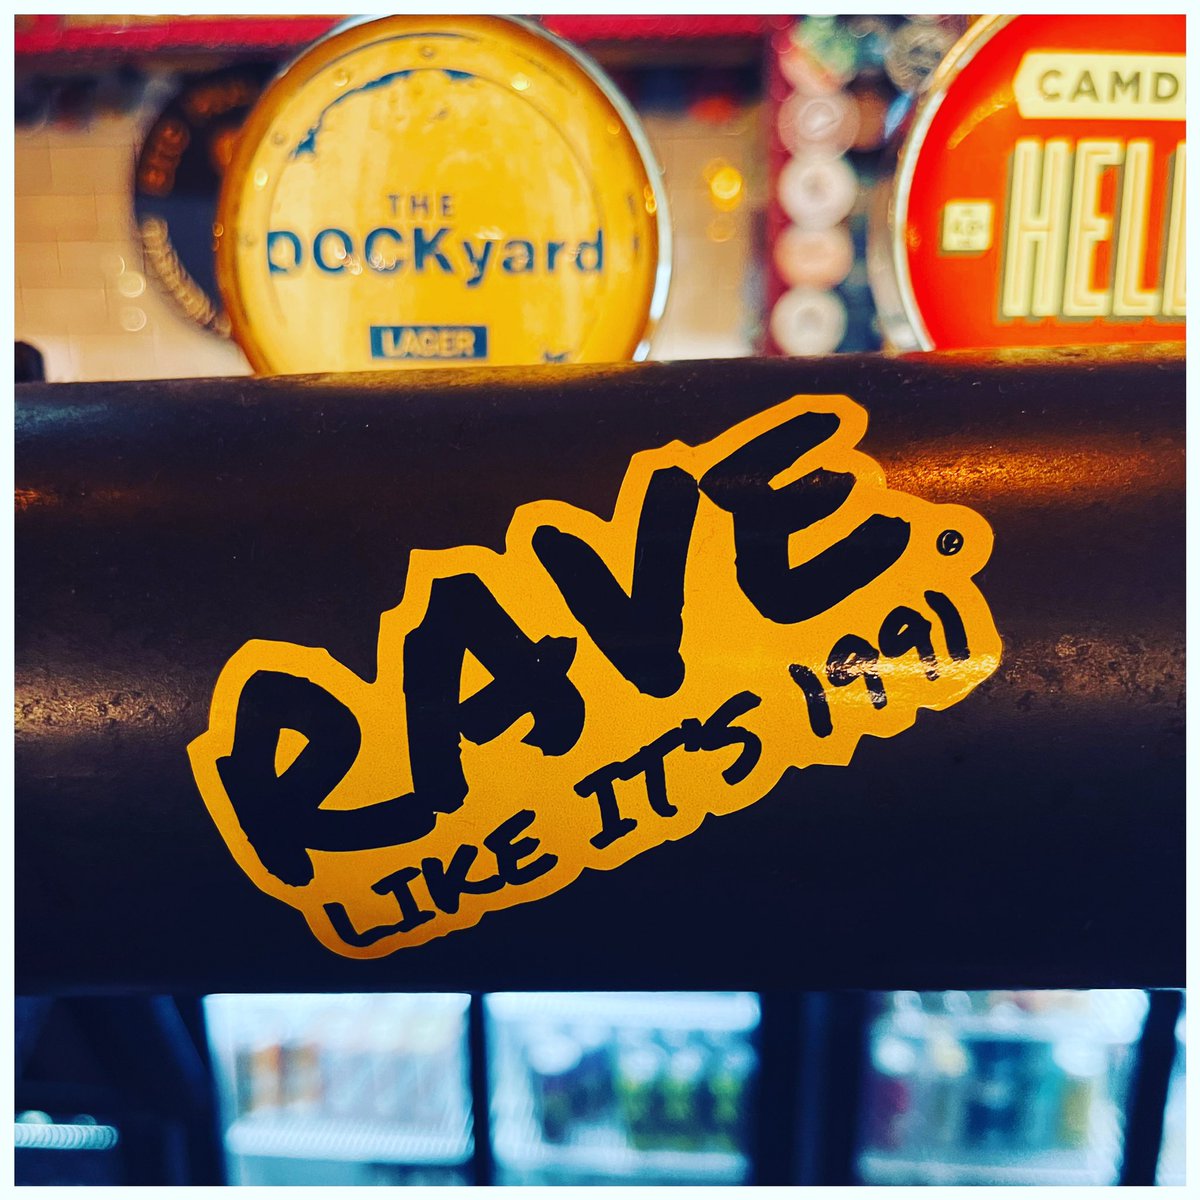 THE
DOCKyard
LAGER
CAMD
HELL
RAVE.
LIKE IT'S 1991